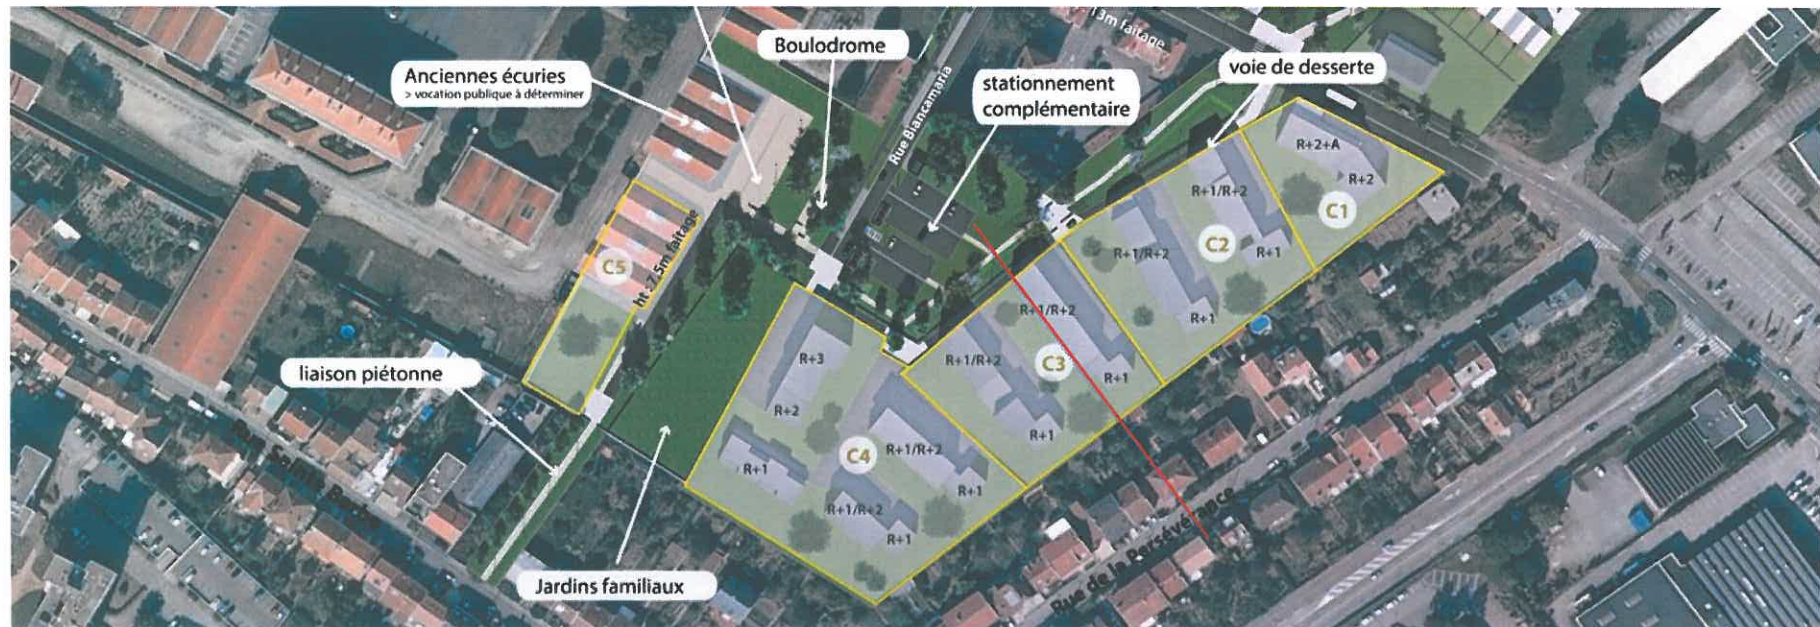 Boulodrome
13m faitage
voie de desserte
Anciennes écuries
> vocation publique à déterminer
stationnement
complémentaire
Rue Biancamaria
R+2+A
R+2
C1
R+1/R+2
C2
R+1
R+1/R+2
R+1
C5
ht :7.5m faitage
R+1/R+2
C3
R+1
R+1/R+2
R+1
liaison piétonne
R+3
R+2
C4
R+1/R+2
R+1
R+1
R+1/R+2
R+1
Rue de la Persévérance
Jardins familiaux